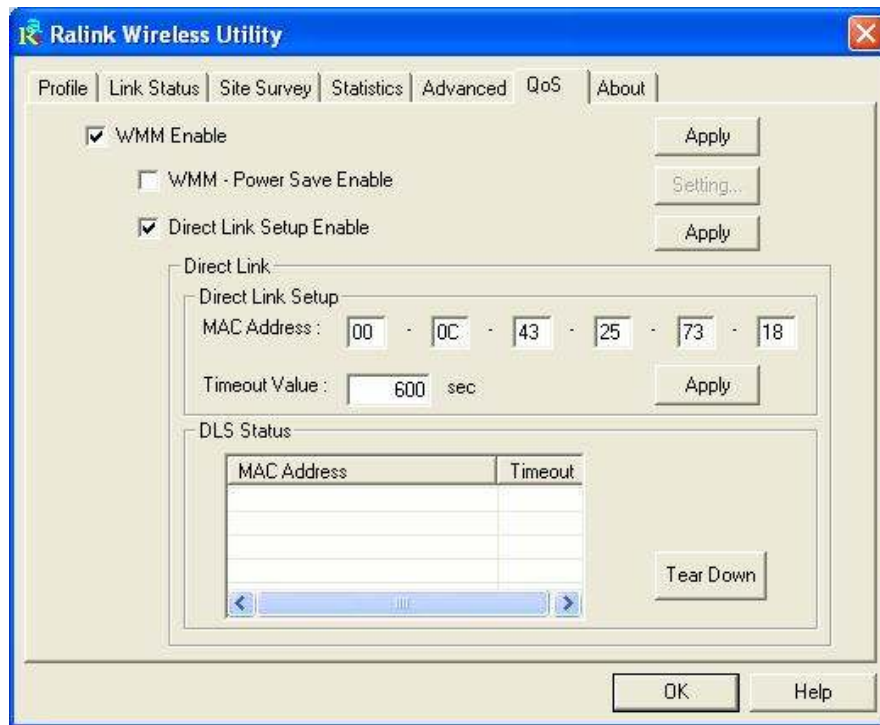 Ralink Wireless Utility
Profile Link Status Site Survey Statistics Advanced QoS About
WMM Enable Apply
WMM - Power Save Enable Setting...
Direct Link Setup Enable Apply
Direct Link
Direct Link Setup
MAC Address : 00 - 0C - 43 - 25 - 73 - 18
Timeout Value : 600 sec Apply
DLS Status
MAC Address Timeout
Tear Down
OK Help